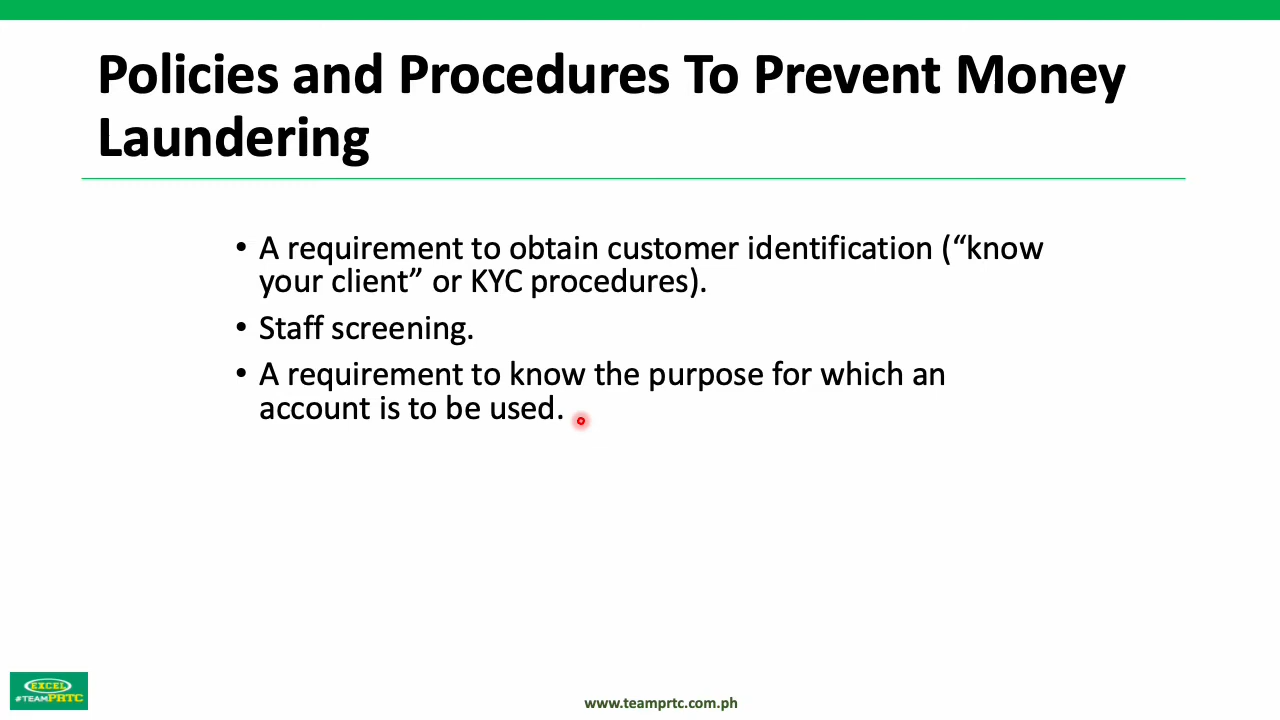 Policies and Procedures To Prevent Money
Laundering
• A requirement to obtain customer identification (“know
your client” or KYC procedures).
• Staff screening.
• A requirement to know the purpose for which an
account is to be used.
EXCEL
#TEAMPRTC
www.teamprtc.com.ph